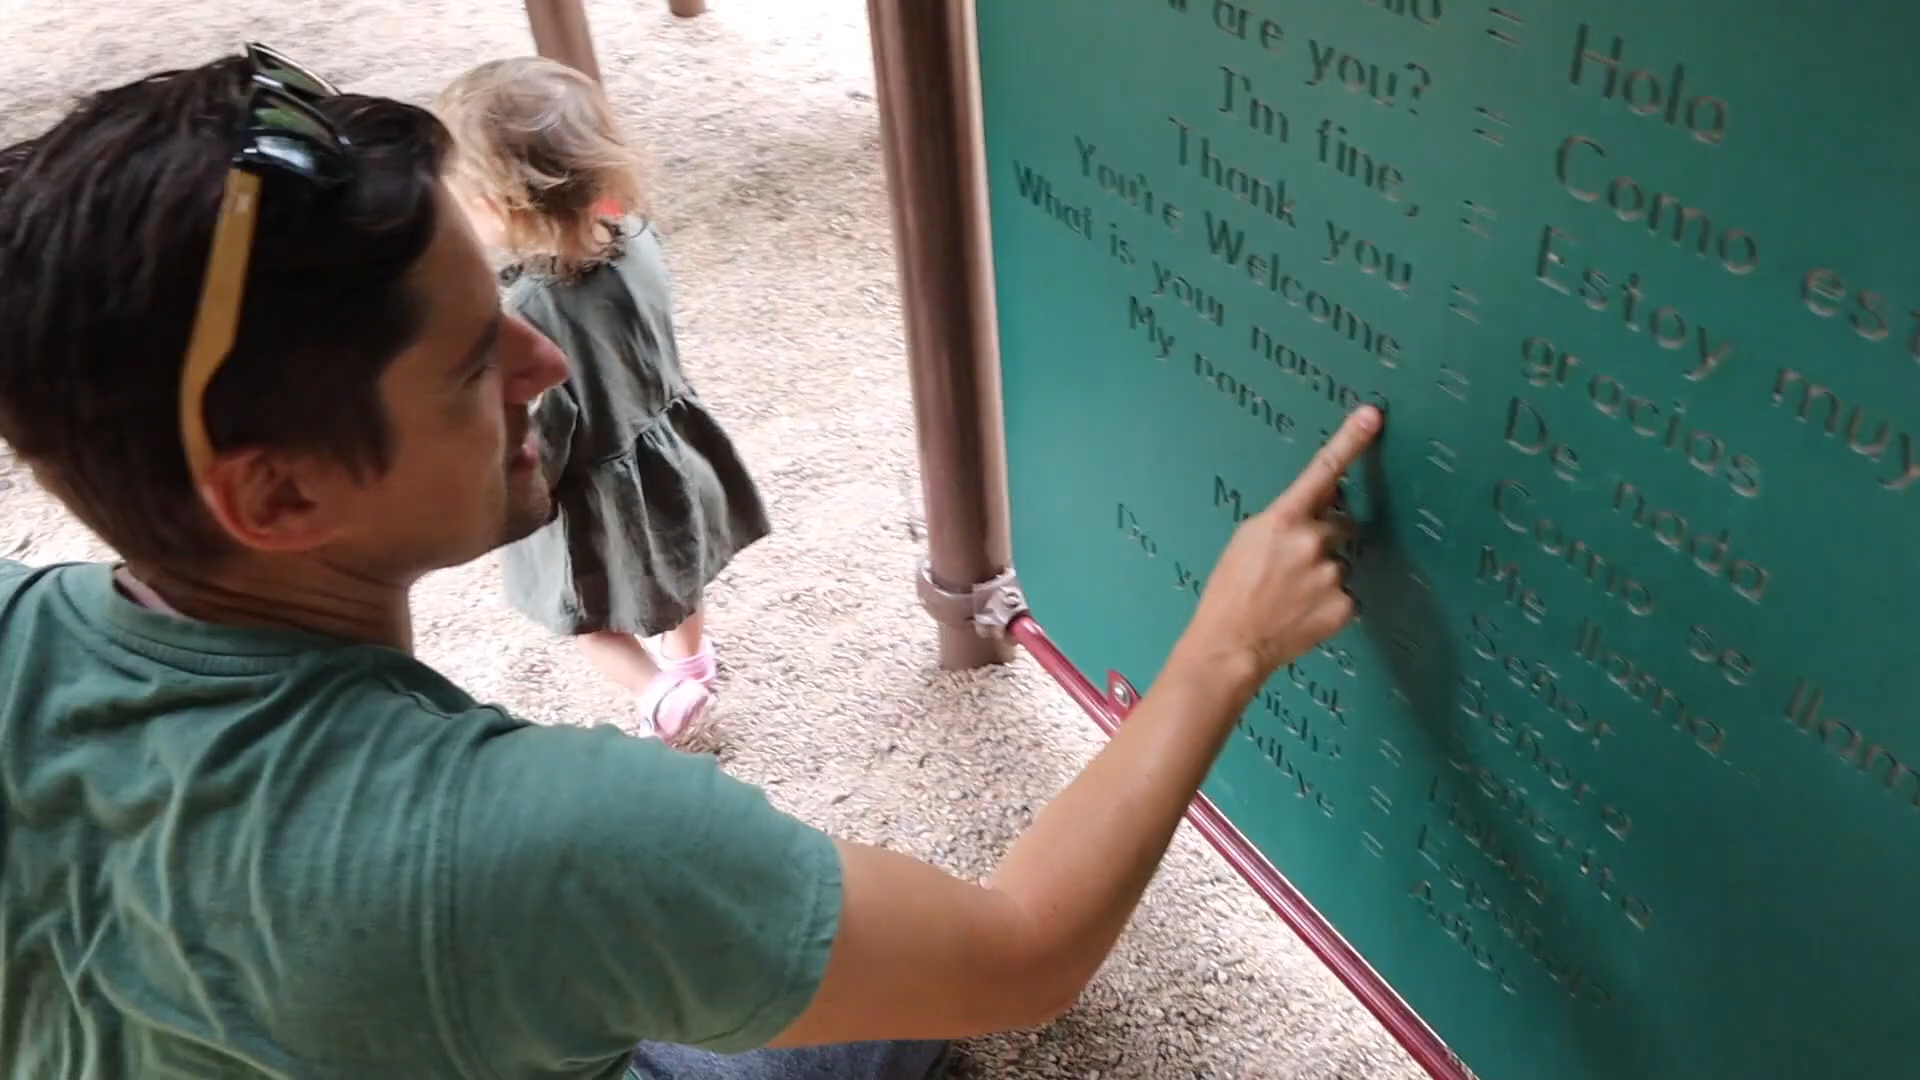 = Hola
are you? = Como est
I'm fine, = Estoy muy
Thank you = gracias
You're Welcome = De nada
What is your name? = Como se llam
My name = Me llama...
= Señor
= Señora
= Señorita
Do
= Español?
= Adios